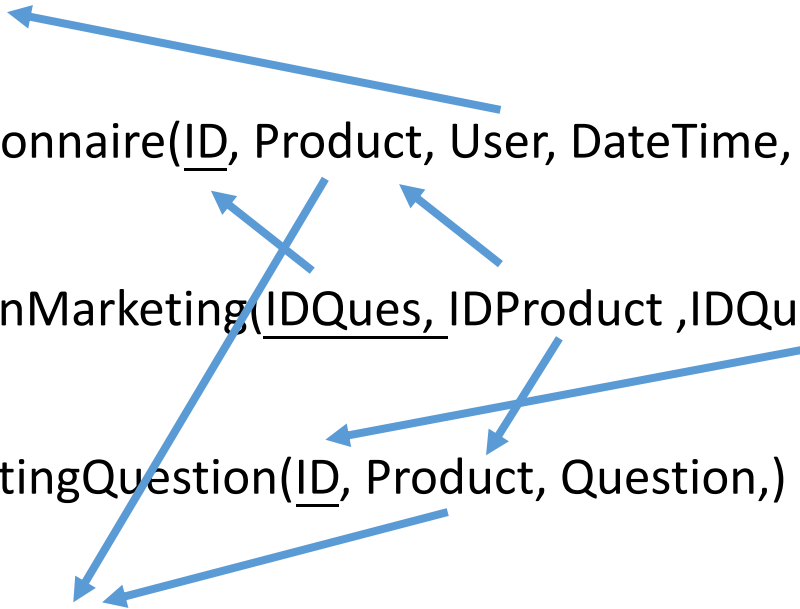 onnaire(ID, Product, User, DateTime,
nMarketing(IDQues, IDProduct ,IDQu
tingQuestion(ID, Product, Question,)